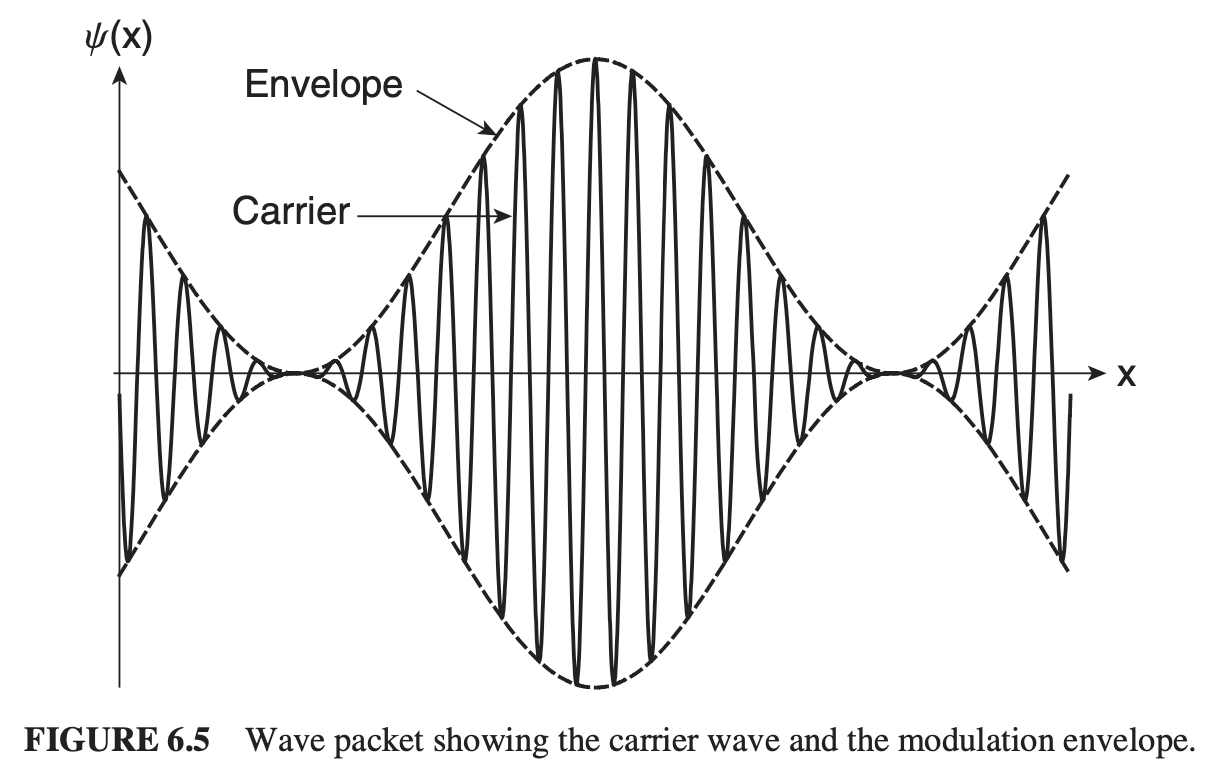 ψ(x)
Envelope
Carrier
x
FIGURE 6.5 Wave packet showing the carrier wave and the modulation envelope.